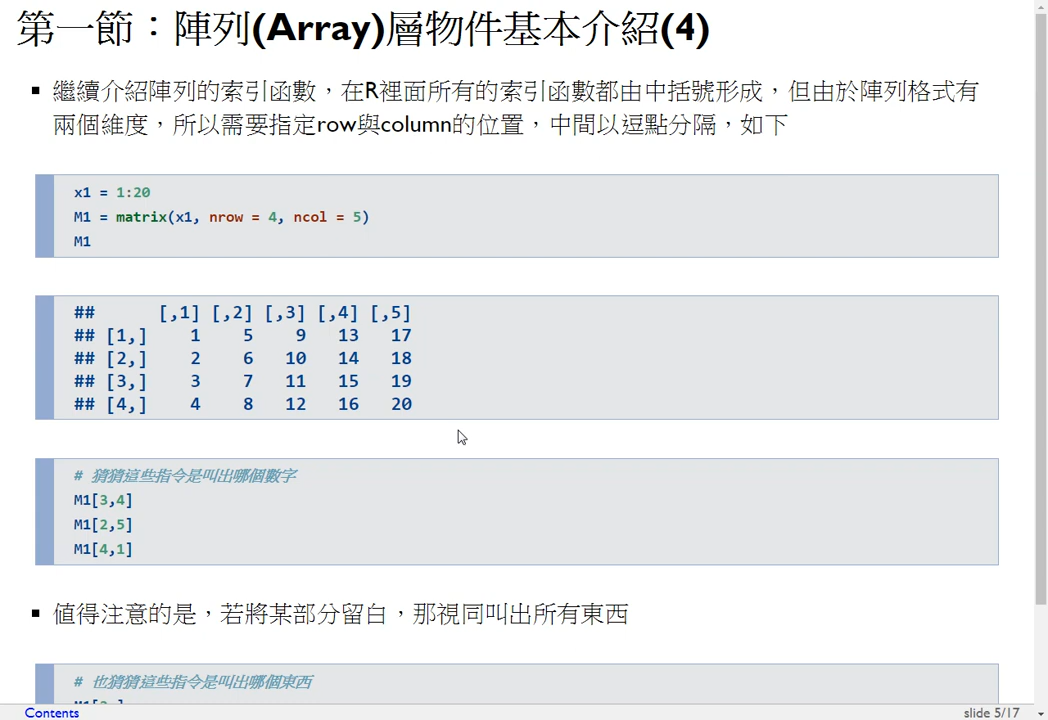 第一節：陣列(Array)層物件基本介紹(4)
繼續介紹陣列的索引函數，在R裡面所有的索引函數都由中括號形成，但由於陣列格式有
兩個維度，所以需要指定row與column的位置，中間以逗點分隔，如下
x1 = 1:20
M1 = matrix(x1, nrow = 4, ncol = 5)
M1
## [,1] [,2] [,3] [,4] [,5]
## [1,] 1 5 9 13 17
## [2,] 2 6 10 14 18
## [3,] 3 7 11 15 19
## [4,] 4 8 12 16 20
# 猜猜這些指令是叫出哪個數字
M1[3,4]
M1[2,5]
M1[4,1]
值得注意的是，若將某部分留白，那視同叫出所有東西
# 也猜猜這些指令是叫出哪個東西
Contents
slide 5/17